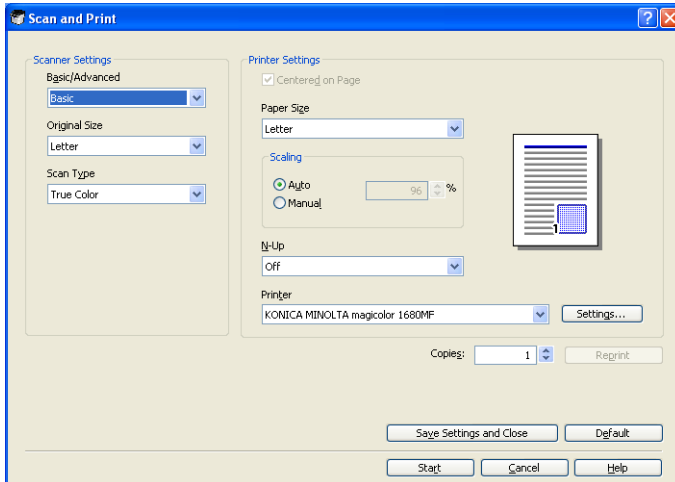 Scan and Print
Scanner Settings
Basic/Advanced
Basic
Original Size
Letter
Scan Type
True Color
Printer Settings
Centered on Page
Paper Size
Letter
Scaling
Auto
96 %
Manual
1
N-Up
Off
Printer
KONICA MINOLTA magicolor 1680MF
Settings...
Copies: 1 Reprint
Save Settings and Close Default
Start Cancel Help